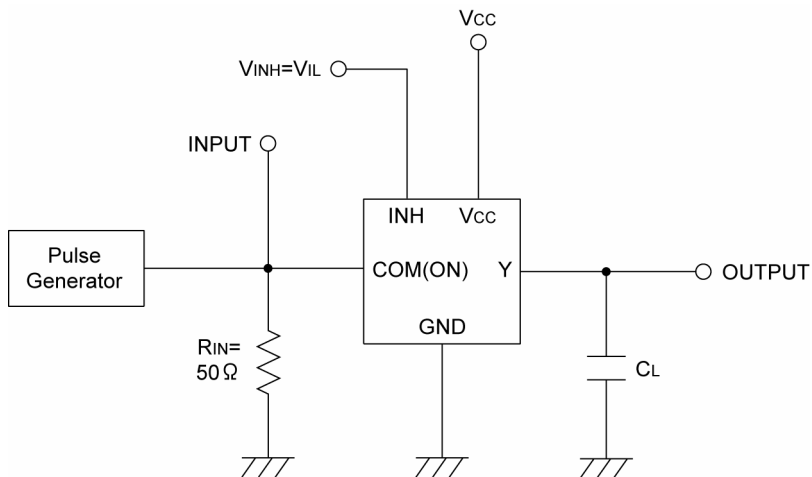 VCC
VINH=VIL
INPUT
INH
VCC
Pulse
Generator
COM(ON)
Y
OUTPUT
GND
RIN=
50Ω
CL